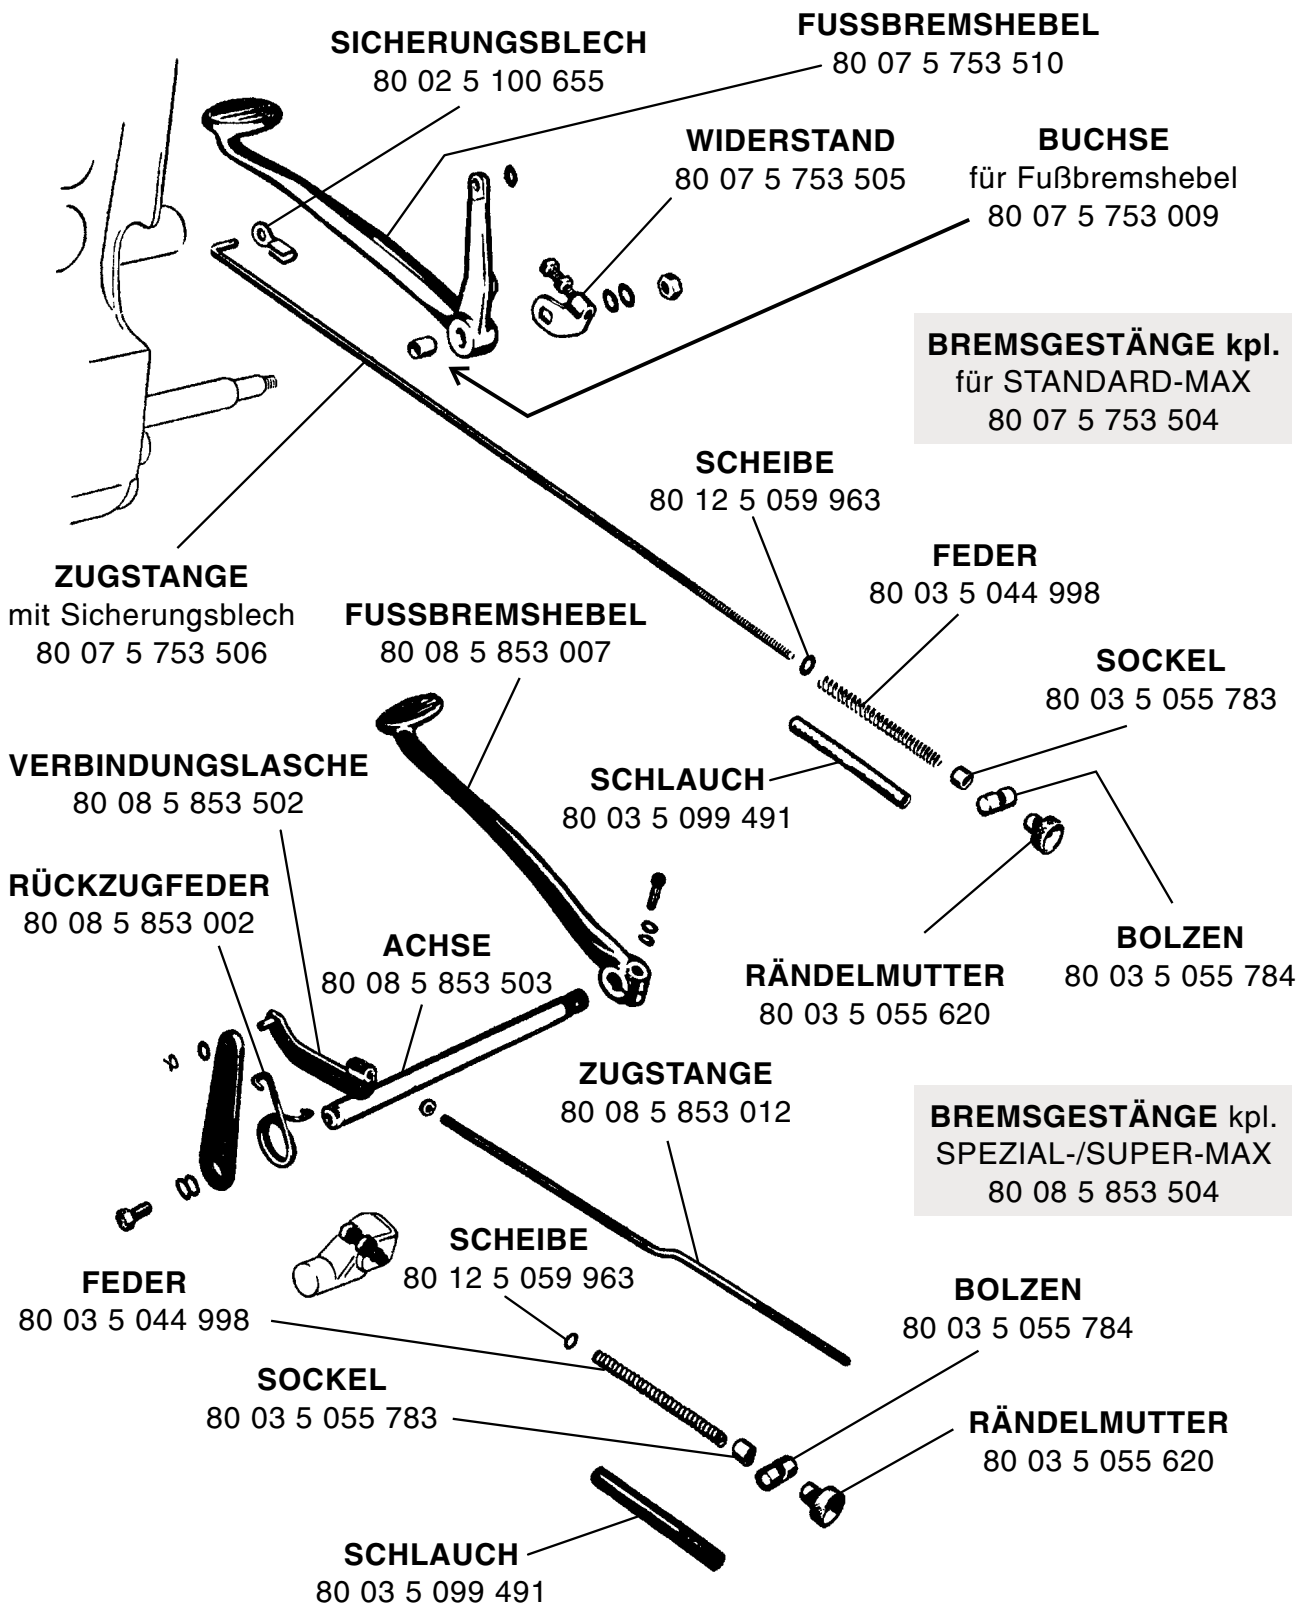 SICHERUNGSBLECH
80 02 5 100 655
FUSSBREMSHEBEL
80 07 5 753 510
WIDERSTAND
80 07 5 753 505
BUCHSE
für Fußbremshebel
80 07 5 753 009
BREMSGESTÄNGE kpl.
für STANDARD-MAX
80 07 5 753 504
SCHEIBE
80 12 5 059 963
FEDER
80 03 5 044 998
ZUGSTANGE
mit Sicherungsblech
80 07 5 753 506
FUSSBREMSHEBEL
80 08 5 853 007
SOCKEL
80 03 5 055 783
VERBINDUNGSLASCHE
80 08 5 853 502
SCHLAUCH
80 03 5 099 491
RÜCKZUGFEDER
80 08 5 853 002
ACHSE
80 08 5 853 503
RÄNDELMUTTER
80 03 5 055 620
BOLZEN
80 03 5 055 784
ZUGSTANGE
80 08 5 853 012
BREMSGESTÄNGE kpl.
SPEZIAL-/SUPER-MAX
80 08 5 853 504
SCHEIBE
80 12 5 059 963
FEDER
80 03 5 044 998
BOLZEN
80 03 5 055 784
SOCKEL
80 03 5 055 783
RÄNDELMUTTER
80 03 5 055 620
SCHLAUCH
80 03 5 099 491